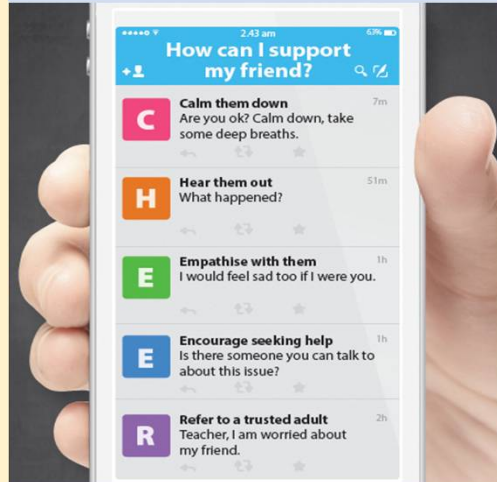 2.43 am
63%
How can I support
my friend?
C
Calm them down
7m
Are you ok? Calm down, take
some deep breaths.
H
Hear them out
51m
What happened?
E
Empathise with them
1h
I would feel sad too if I were you.
E
Encourage seeking help
1h
Is there someone you can talk to
about this issue?
R
Refer to a trusted adult
2h
Teacher, I am worried about
my friend.